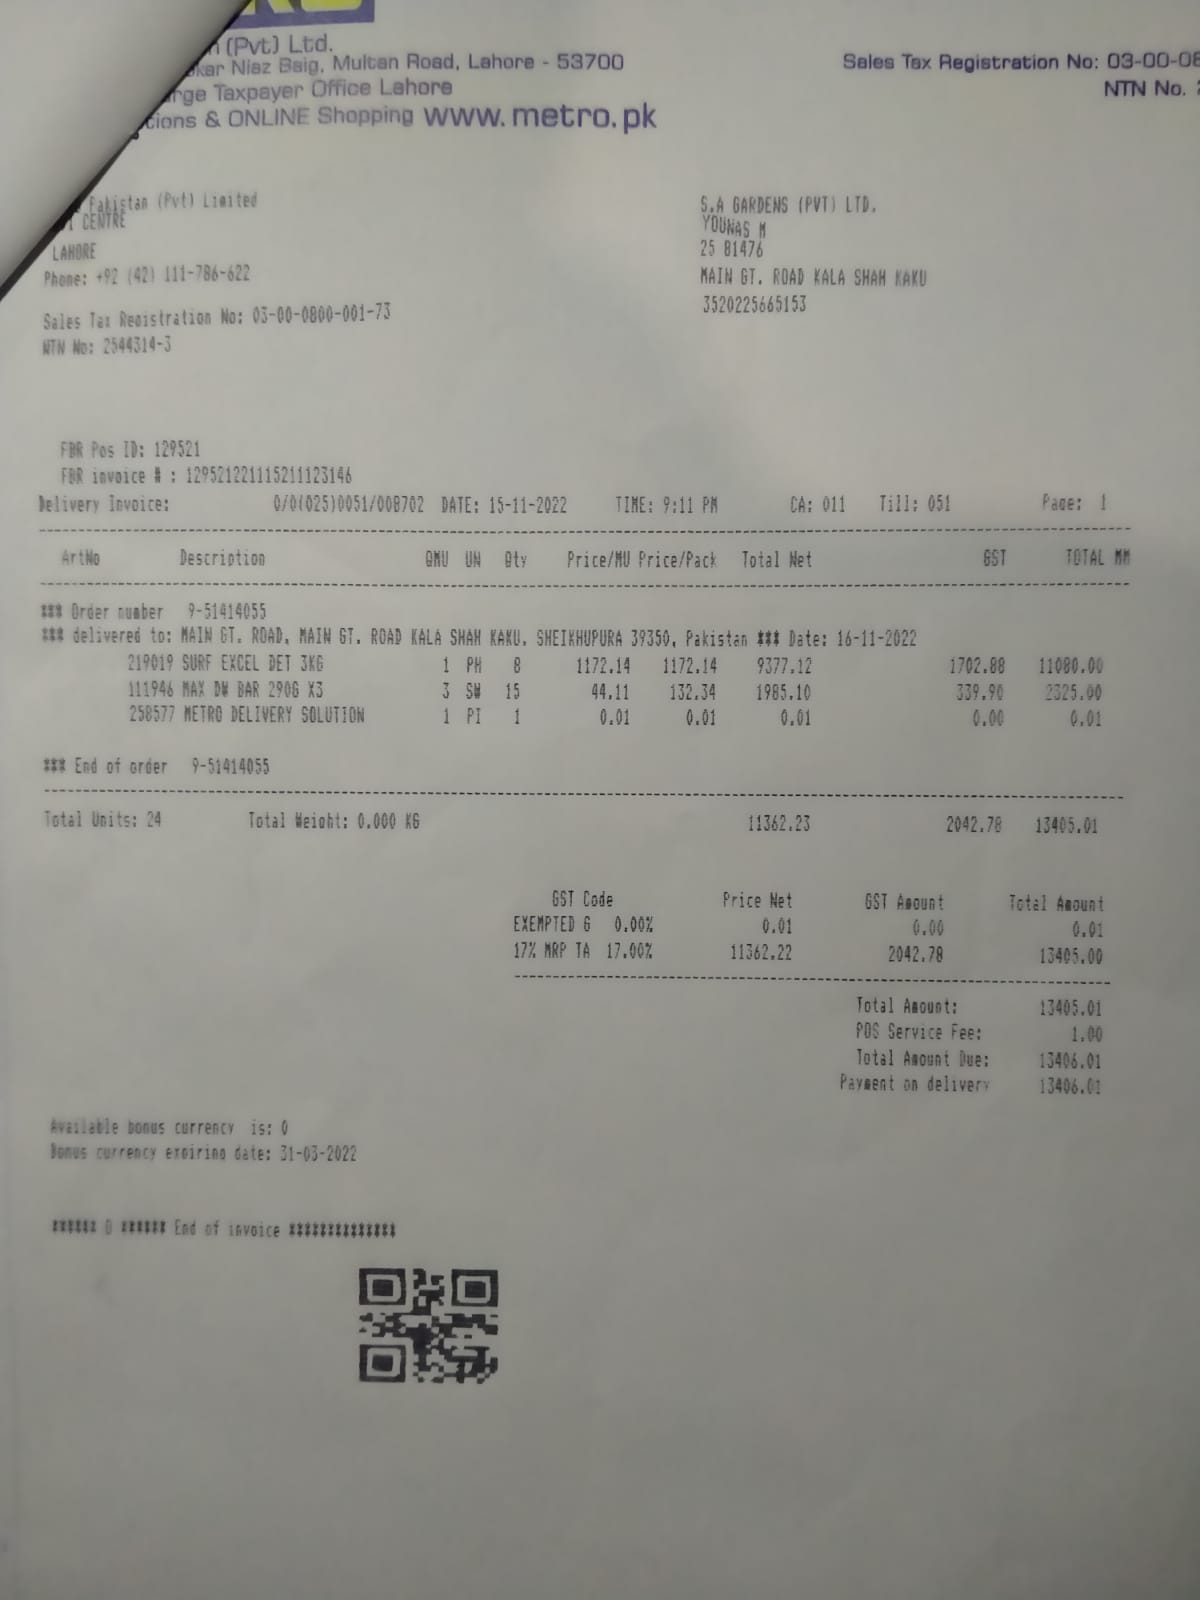 (Pvt) Ltd.
Niaz Baig, Multan Road, Lahore - 53700
Sales Tax Registration No: 03-00-08
Taxpayer Office Lahore
NTN No.
& ONLINE Shopping www.metro.pk
Pakistan (Pvt) Limited
CENTRE
LAHORE
Phone: +92 (42) 111-786-622
Sales Tax Registration No: 03-00-0800-001-73
NTN No: 2544314-3
S.A GARDENS (PVT) LTD.
YOUNAS M
25 81476
MAIN GT. ROAD KALA SHAH KAKU
3520225665153
FBR Pos ID: 129521
FBR invoice # : 129521221115211123146
Delivery Invoice: 0/0(025)0051/008702 DATE: 15-11-2022 TIME: 9:11 PM CA: 011 Till: 051 Page: 1
ArtNo Description QMU UN Qty Price/MU Price/Pack Total Net GST TOTAL MM
*** Order number 9-51414055
*** delivered to: MAIN GT. ROAD, MAIN GT. ROAD KALA SHAH KAKU, SHEIKHUPURA 39350, Pakistan *** Date: 16-11-2022
219019 SURF EXCEL DET 3KG 1 PH 8 1172.14 1172.14 9377.12 1702.88 11080.00
111946 MAX DW BAR 290G X3 3 SW 15 44.11 132.34 1985.10 339.90 2325.00
258577 METRO DELIVERY SOLUTION 1 PI 1 0.01 0.01 0.01 0.00 0.01
*** End of order 9-51414055
Total Units: 24 Total Weight: 0.000 KG 11362.23 2042.78 13405.01
GST Code Price Net GST Amount Total Amount
EXEMPTED G 0.00% 0.01 0.00 0.01
17% MRP TA 17.00% 11362.22 2042.78 13405.00
Total Amount: 13405.01
POS Service Fee: 1.00
Total Amount Due: 13406.01
Payment on delivery 13406.01
Available bonus currency is: 0
Bonus currency expiring date: 31-03-2022
****** 0 ****** End of invoice **************